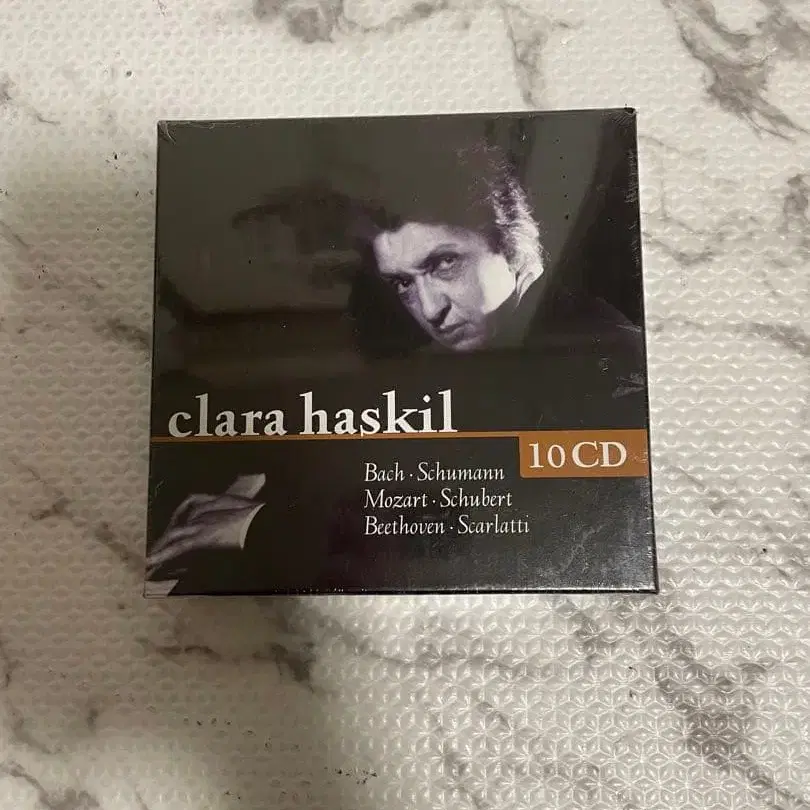 clara haskil
10 CD
Bach · Schumann
Mozart · Schubert
Beethoven · Scarlatti